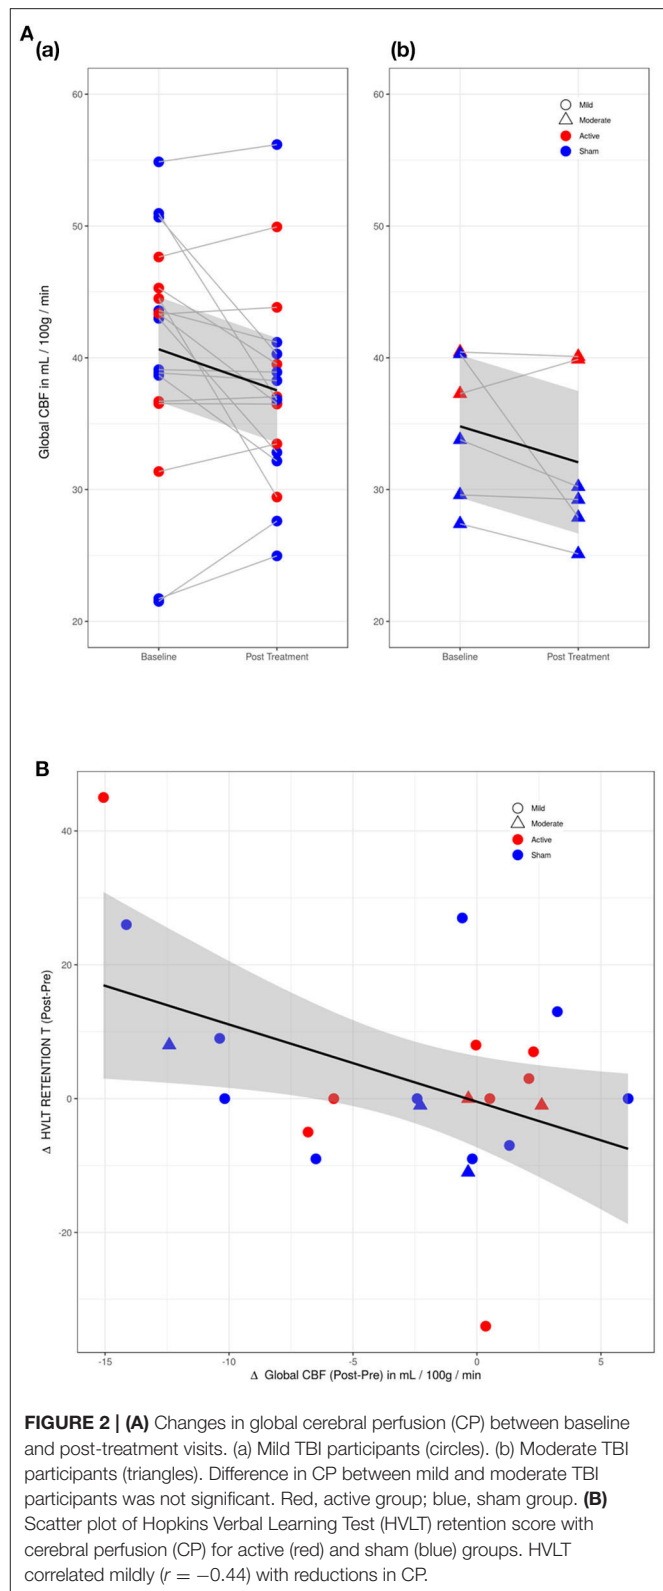 A
(a)
(b)
Global CBF in mL / 100g / min
60
50
40
30
20
Baseline
Post Treatment
60
50
40
30
20
Mild
Moderate
Active
Sham
Baseline
Post Treatment
B
Δ HVLT RETENTION T (Post-Pre)
40
20
0
-20
Mild
Moderate
Active
Sham
-15
-10
-5
0
5
Δ Global CBF (Post-Pre) in mL / 100g / min
FIGURE 2 | (A) Changes in global cerebral perfusion (CP) between baseline
and post-treatment visits. (a) Mild TBI participants (circles). (b) Moderate TBI
participants (triangles). Difference in CP between mild and moderate TBI
participants was not significant. Red, active group; blue, sham group. (B)
Scatter plot of Hopkins Verbal Learning Test (HVLT) retention score with
cerebral perfusion (CP) for active (red) and sham (blue) groups. HVLT
correlated mildly (r = −0.44) with reductions in CP.